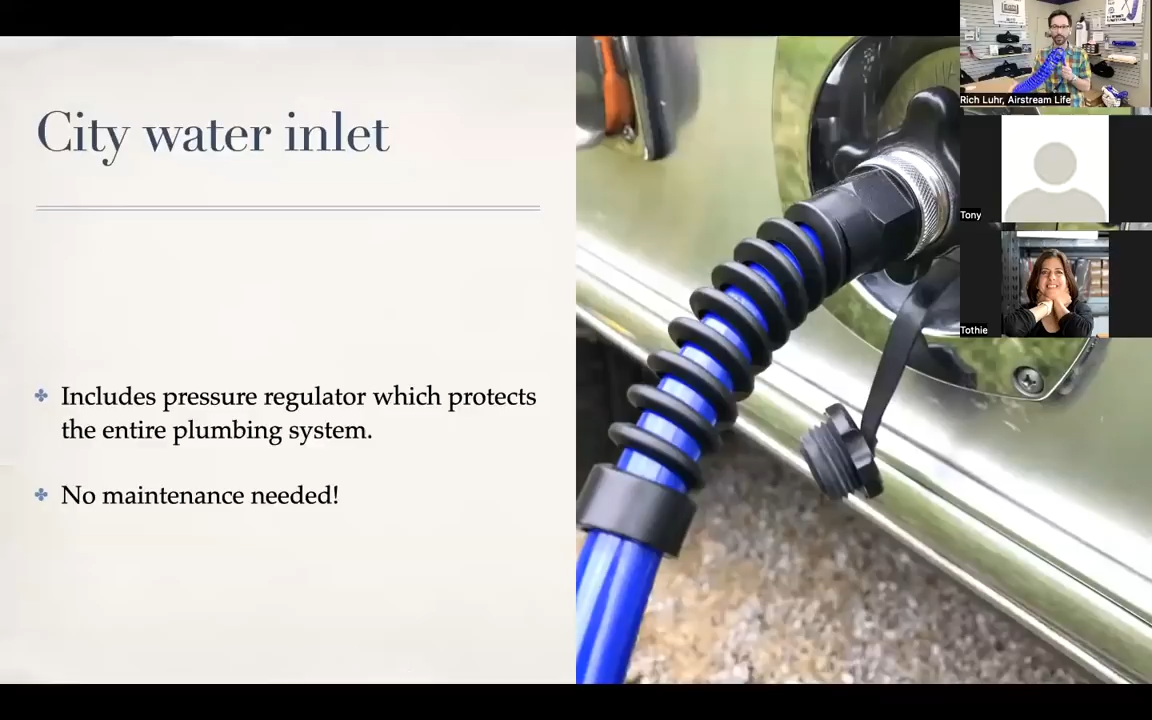 City water inlet
Includes pressure regulator which protects
the entire plumbing system.
No maintenance needed!
Rich Luhr, Airstream Life
Tony
Tothie